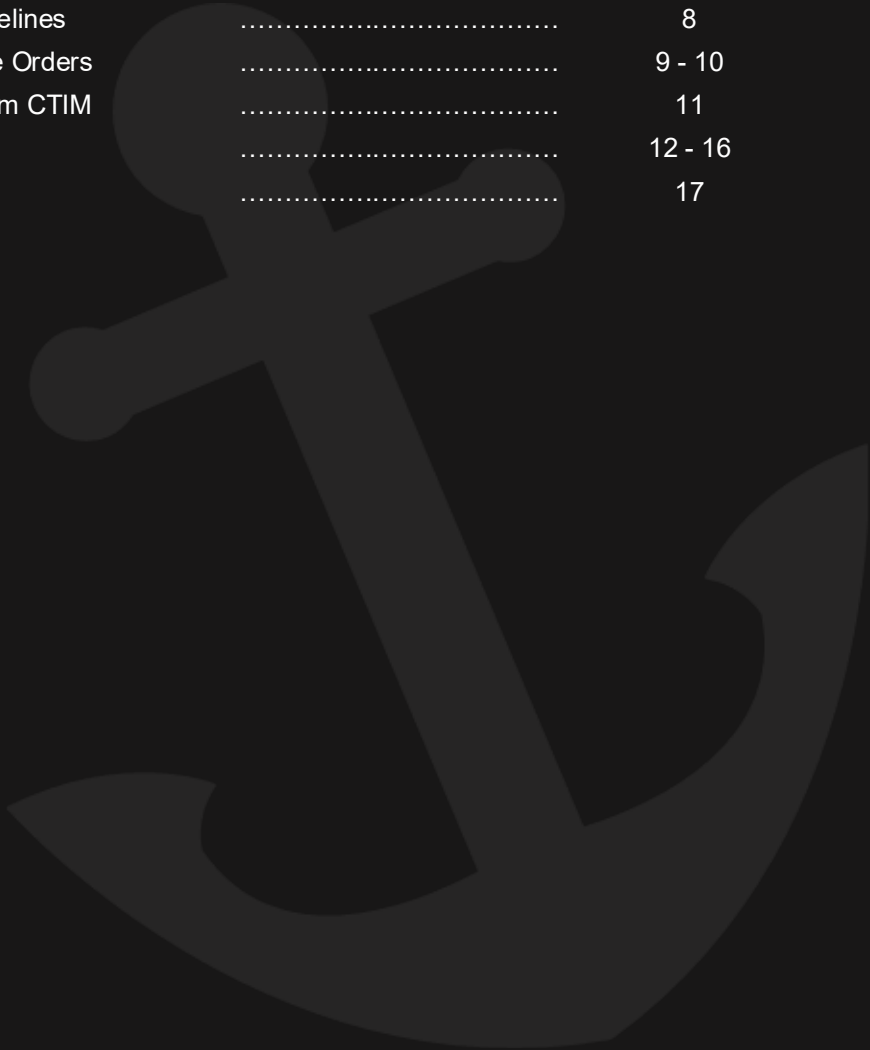 elines .................................... 8
e Orders .................................... 9 - 10
m CTIM .................................... 11
.................................... 12 - 16
.................................... 17